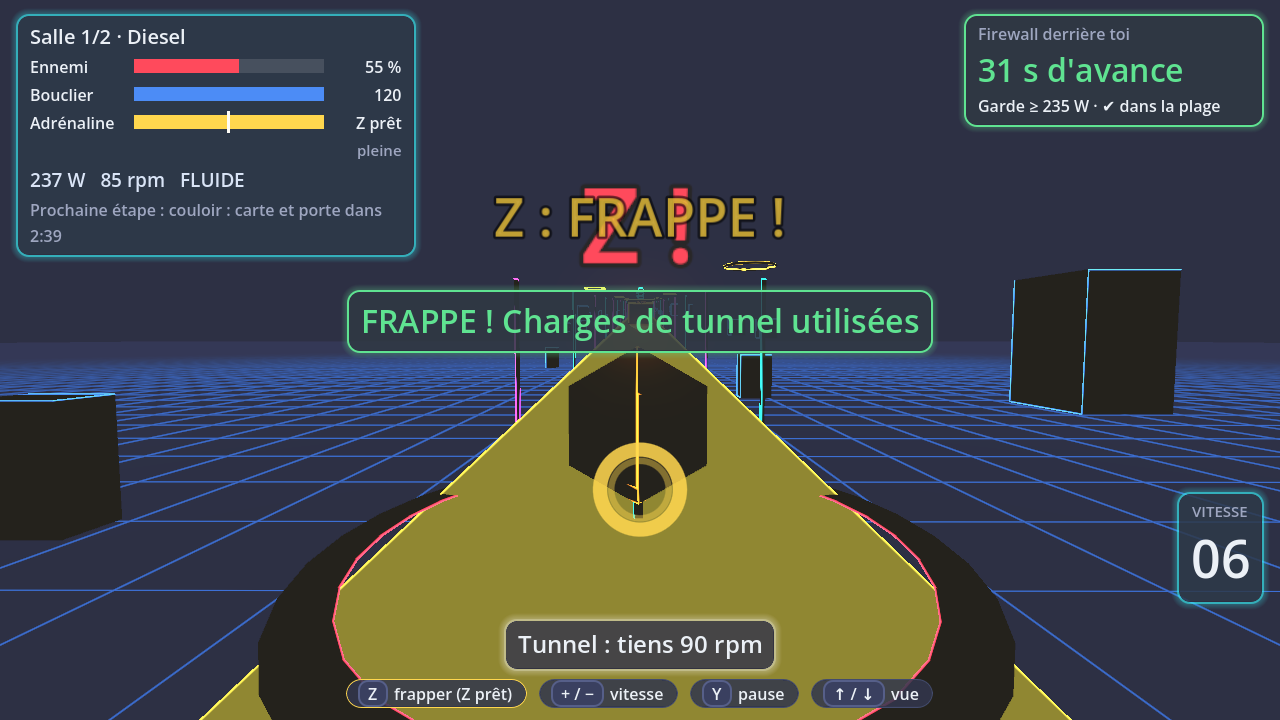 Salle 1/2 · Diesel
Ennemi 55 %
Bouclier 120
Adrénaline Z prêt
pleine
237 W 85 rpm FLUIDE
Prochaine étape : couloir : carte et porte dans
2:39
Firewall derrière toi
31 s d'avance
Garde ≥ 235 W · ✔ dans la plage
Z !
Z : FRAPPE !
FRAPPE ! Charges de tunnel utilisées
VITESSE
06
Tunnel : tiens 90 rpm
Z frapper (Z prêt) + / − vitesse Y pause ↑ / ↓ vue